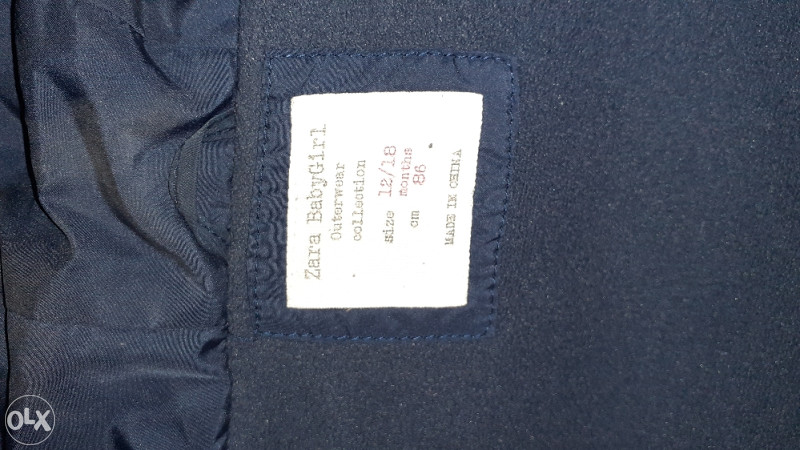 Zara BabyGirl
Outerwear
collection
size 12/18
months
cm 86
MADE IN CHINA
OLX